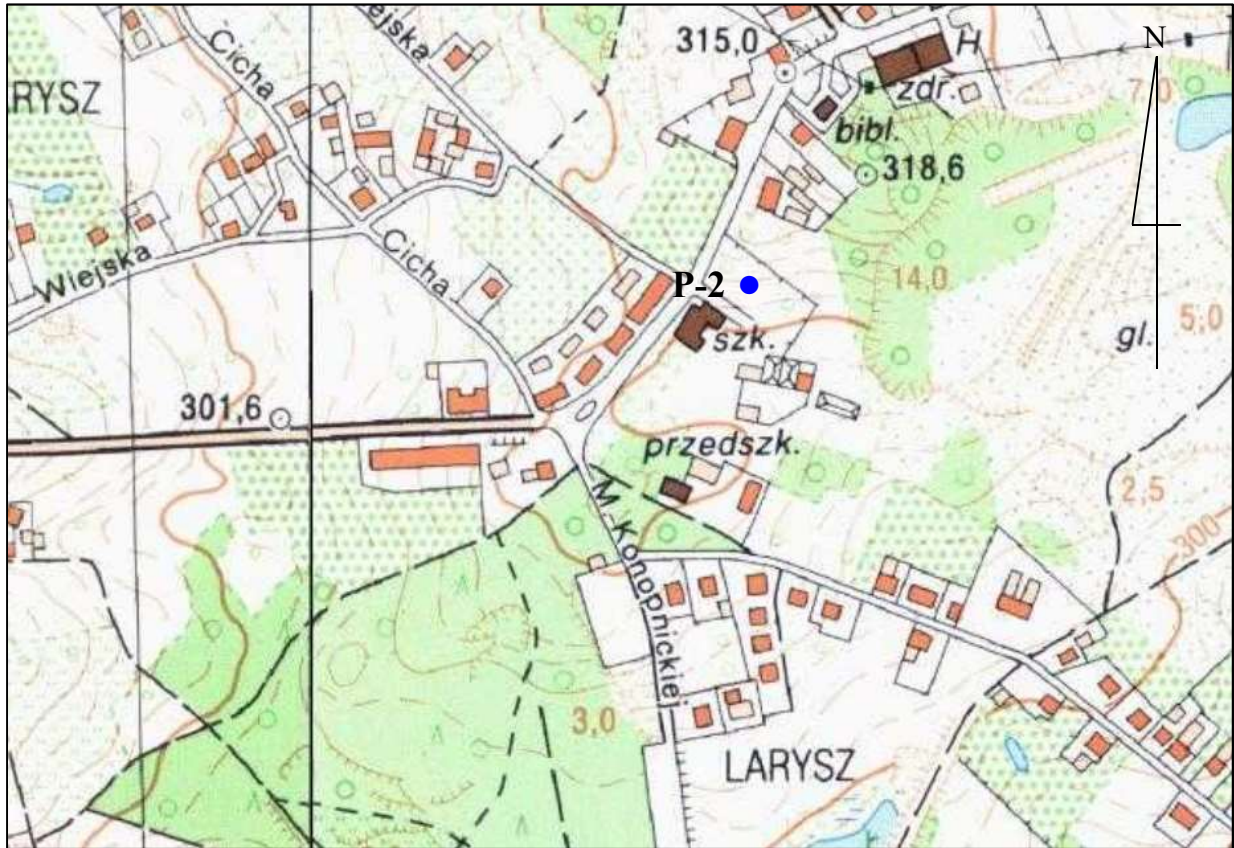 ejska
315,0
H
N
Cicha
RYSZ
zdr.
7,0
bibl.
318,6
Wiejska
Cicha
P-2
14,0
szk.
5,0
gl.
301,6
przedszk.
2,5
300
M. Konopnickiej
3,0
LARYSZ